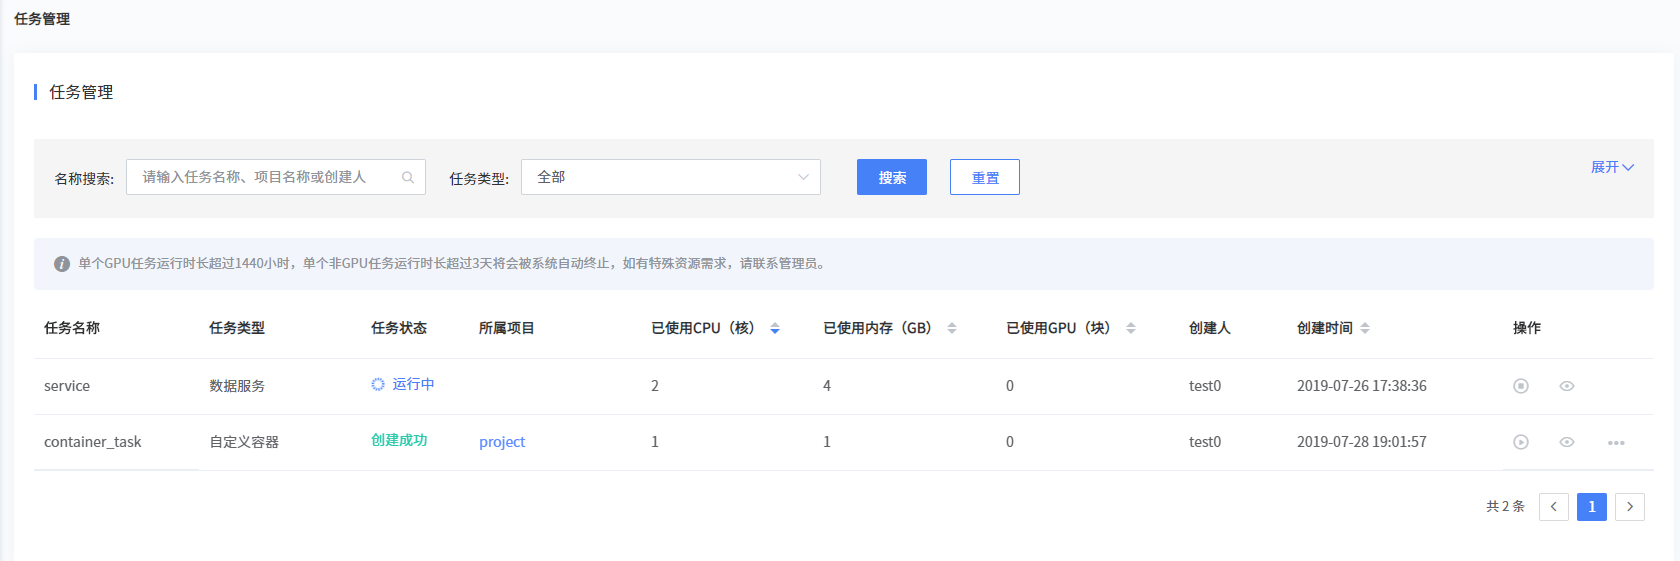 任务管理
任务管理
名称搜索: 请输入任务名称、项目名称或创建人 任务类型: 全部 搜索 重置 展开
单个GPU任务运行时长超过1440小时，单个非GPU任务运行时长超过3天将会被系统自动终止，如有特殊资源需求，请联系管理员。
任务名称 任务类型 任务状态 所属项目 已使用CPU（核） 已使用内存（GB） 已使用GPU（块） 创建人 创建时间 操作
service 数据服务 运行中 2 4 0 test0 2019-07-26 17:38:36
container_task 自定义容器 创建成功 project 1 1 0 test0 2019-07-28 19:01:57
共 2 条 1